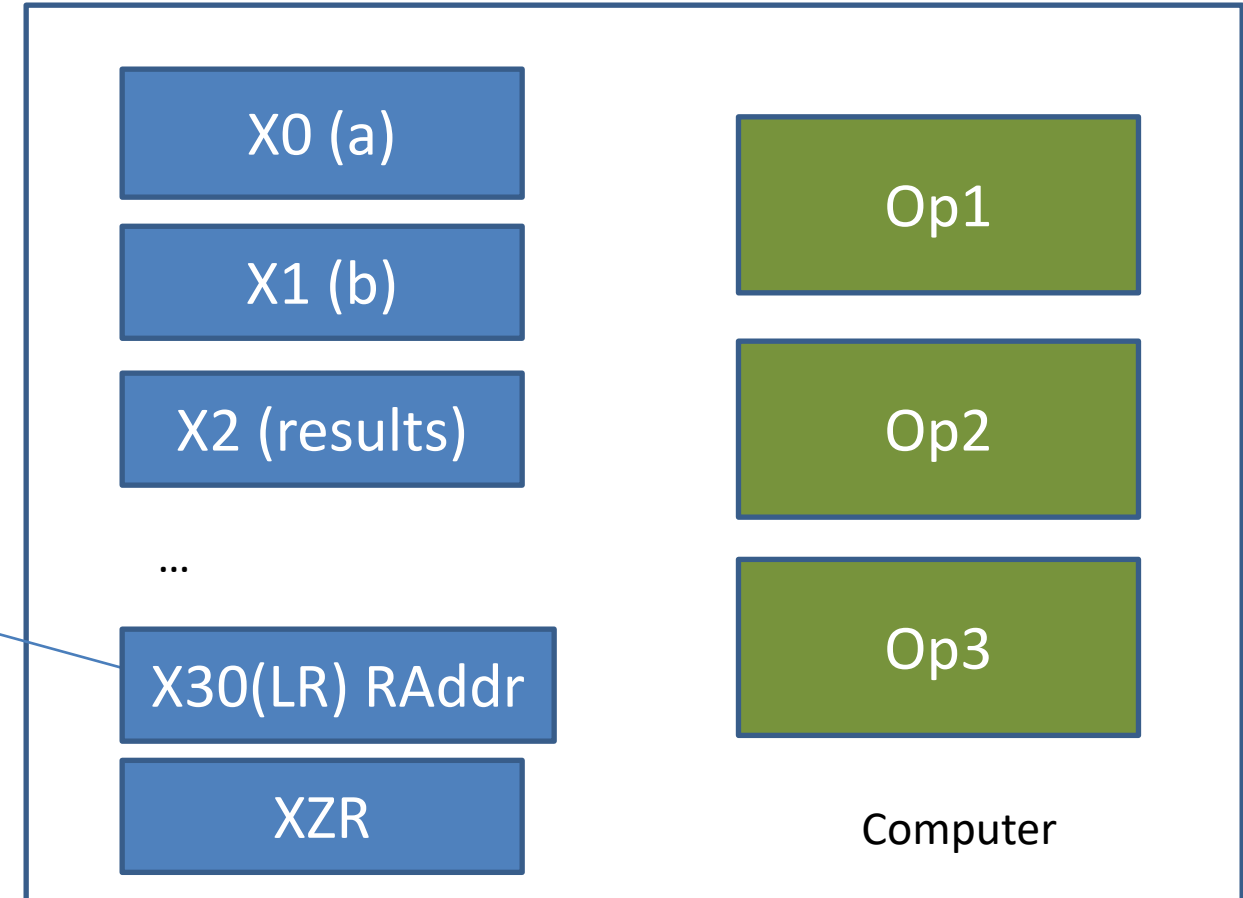 X0 (a)
X1 (b)
X2 (results)
…
X30(LR) RAddr
XZR
Op1
Op2
Op3
Computer